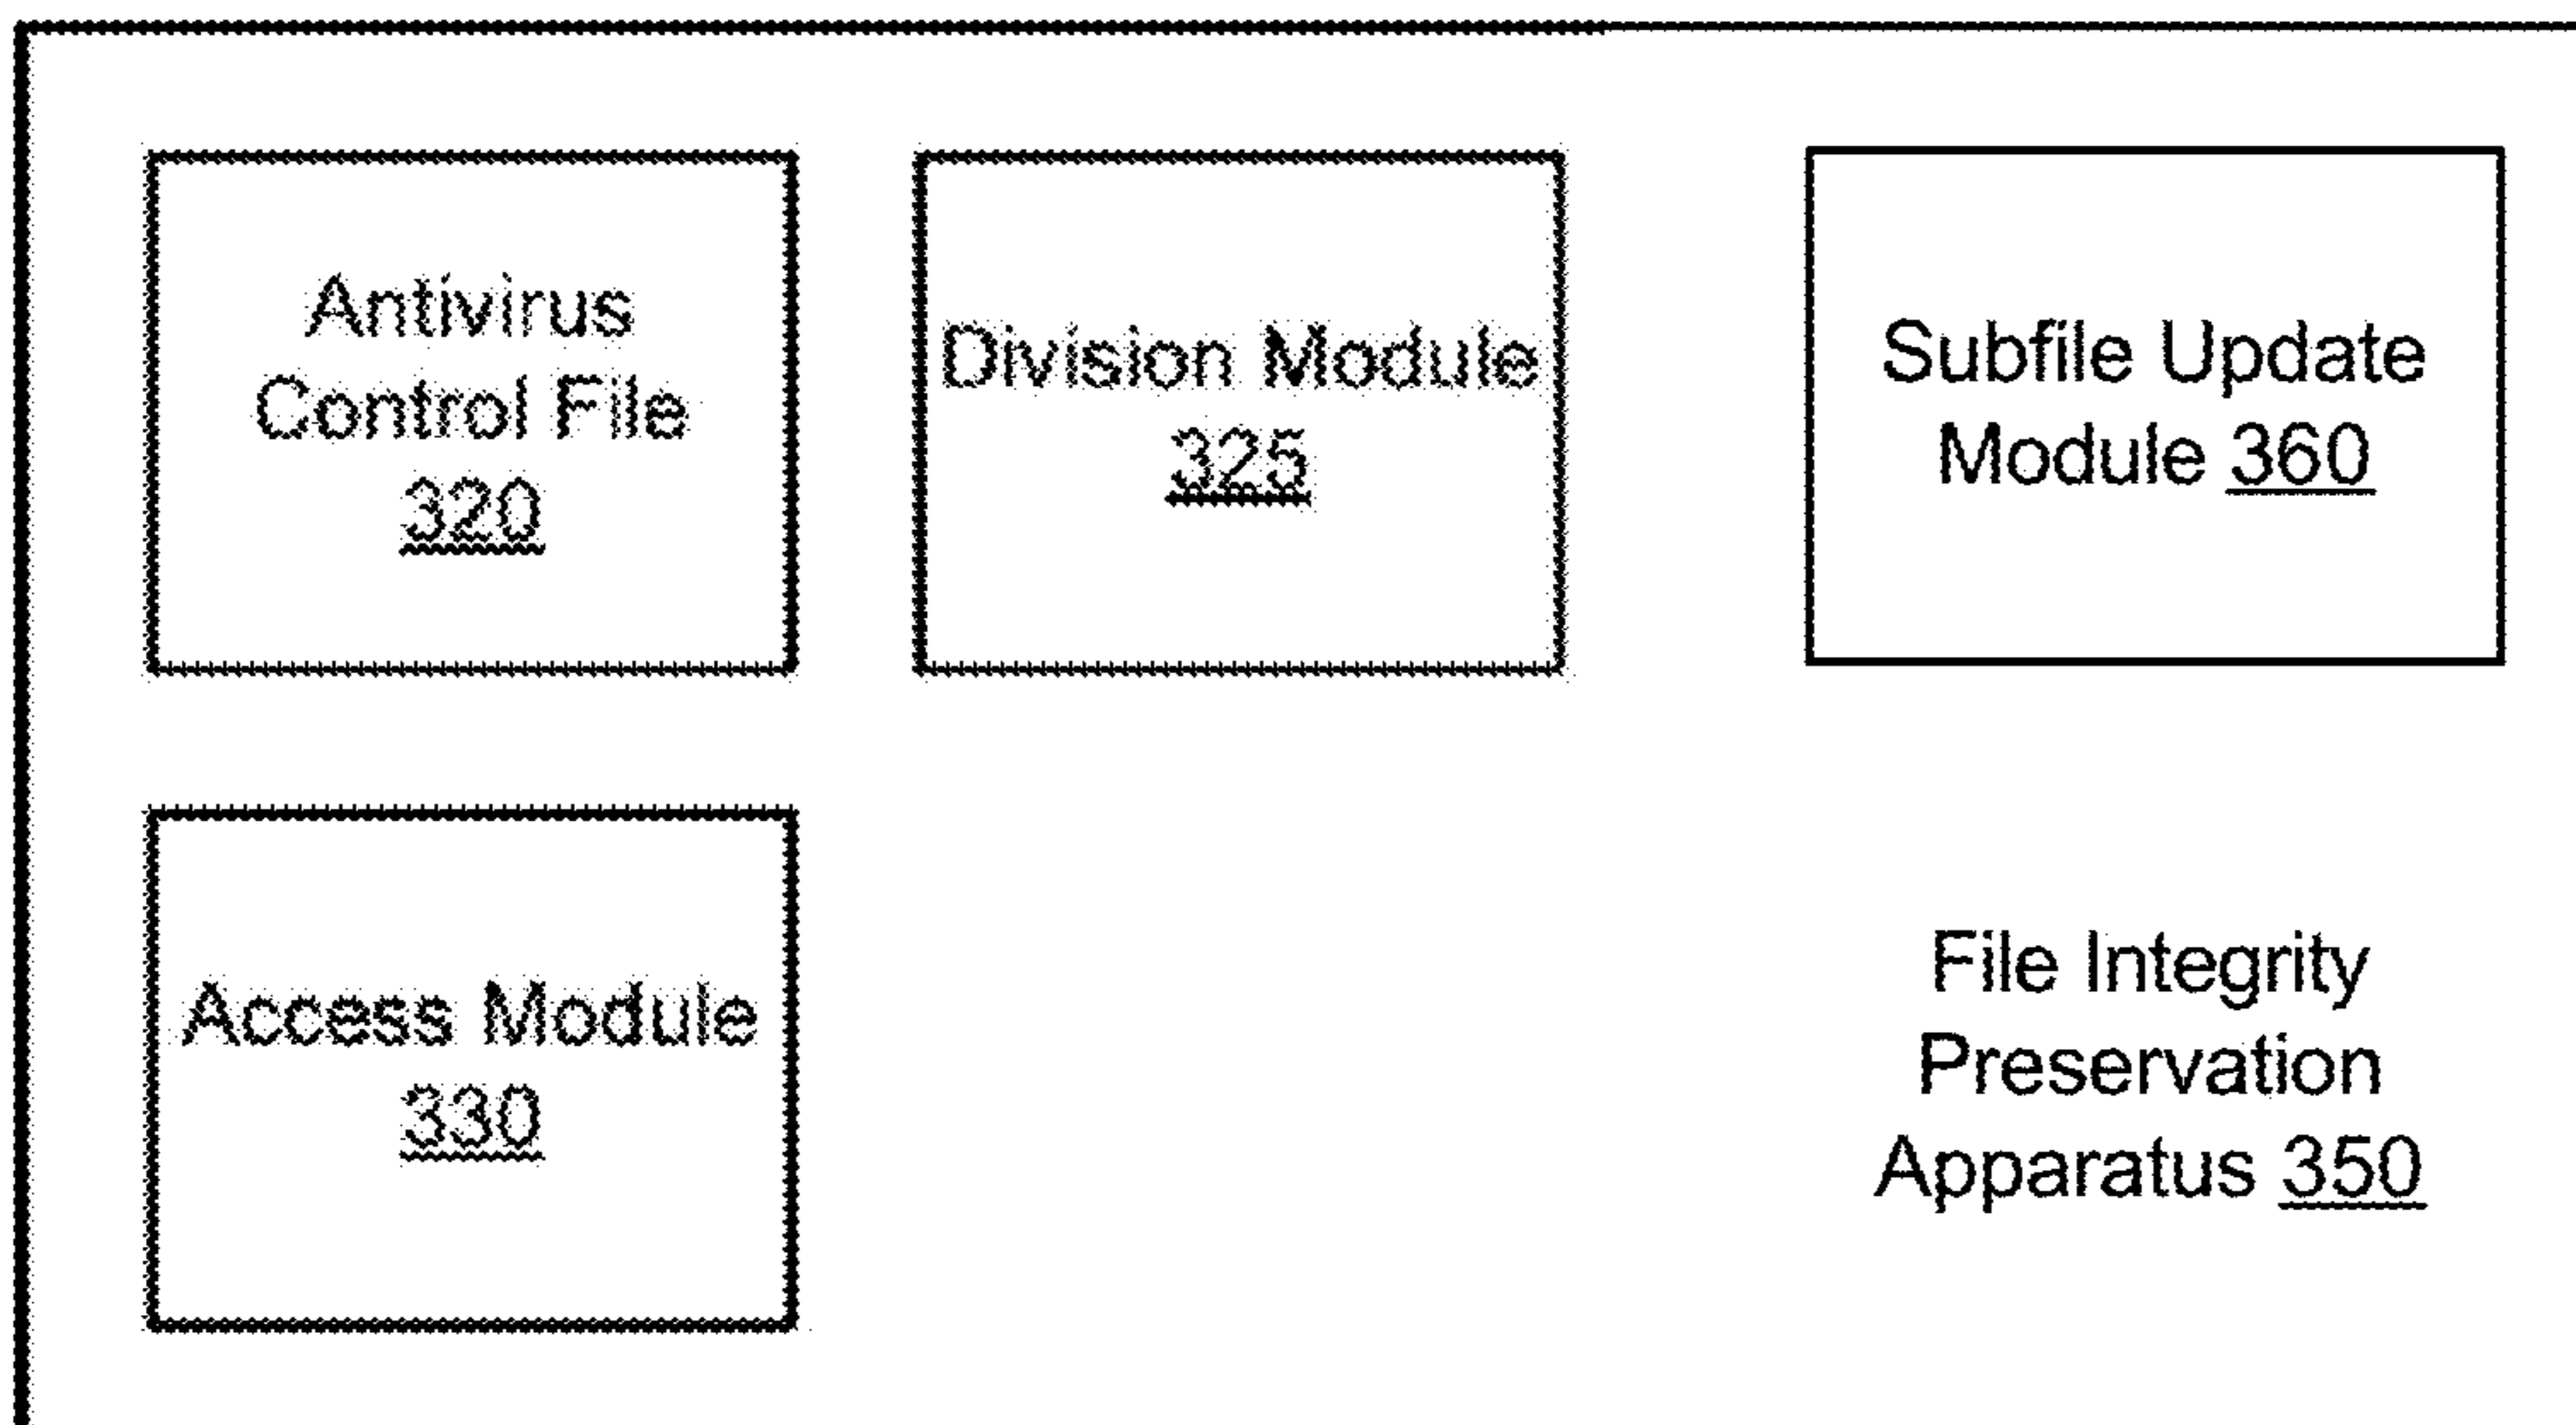 Antivirus
Control File
320
Division Module
325
Subfile Update
Module 360
Access Module
330
File Integrity
Preservation
Apparatus 350